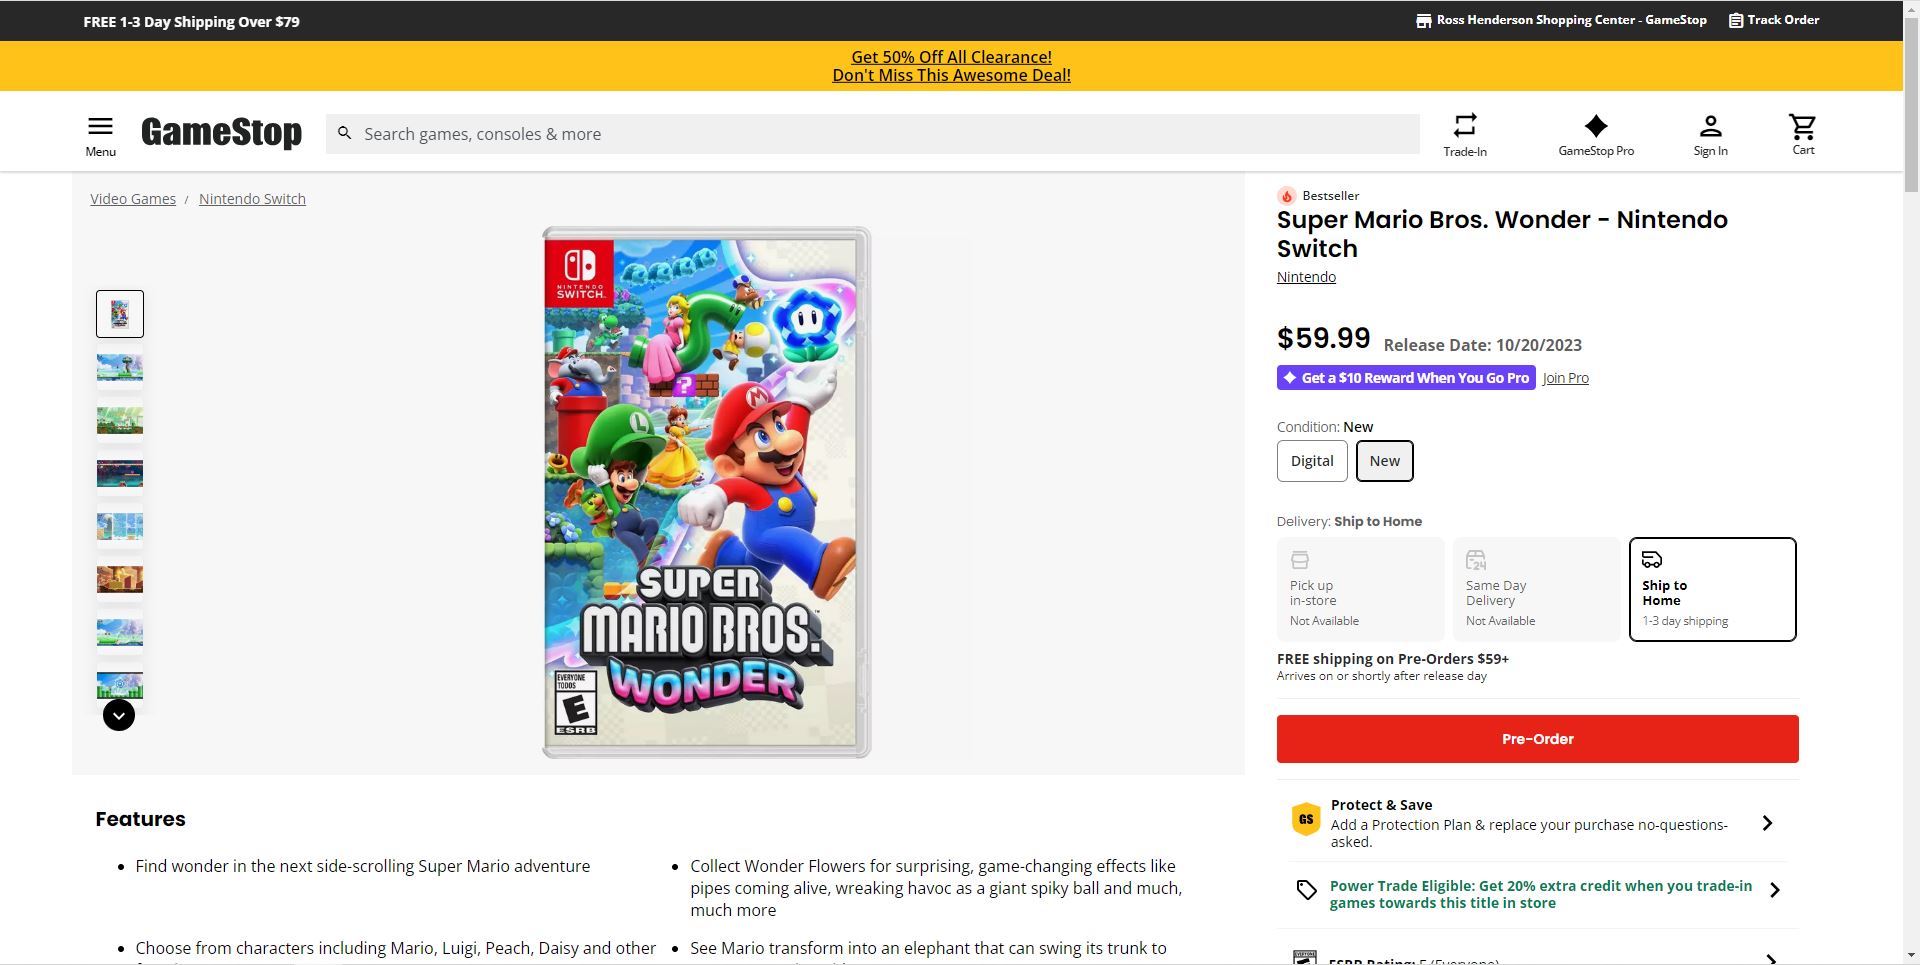 FREE 1-3 Day Shipping Over $79
Ross Henderson Shopping Center - GameStop
Track Order
Get 50% Off All Clearance!
Don't Miss This Awesome Deal!
Menu
GameStop
Search games, consoles & more
Trade-In
GameStop Pro
Sign In
Cart
Video Games / Nintendo Switch
NINTENDO
SWITCH
SUPER
MARIO BROS.
WONDER
EVERYONE
TODOS
E
ESRB
Bestseller
Super Mario Bros. Wonder - Nintendo
Switch
Nintendo
$59.99 Release Date: 10/20/2023
Get a $10 Reward When You Go Pro Join Pro
Condition: New
Digital
New
Delivery: Ship to Home
Pick up
in-store
Not Available
24
Same Day
Delivery
Not Available
Ship to
Home
1-3 day shipping
FREE shipping on Pre-Orders $59+
Arrives on or shortly after release day
Pre-Order
GS
Protect & Save
Add a Protection Plan & replace your purchase no-questions-
asked.
Power Trade Eligible: Get 20% extra credit when you trade-in
games towards this title in store
ESRB Rating: E (Everyone)
Features
Find wonder in the next side-scrolling Super Mario adventure
Collect Wonder Flowers for surprising, game-changing effects like
pipes coming alive, wreaking havoc as a giant spiky ball and much,
much more
Choose from characters including Mario, Luigi, Peach, Daisy and other
See Mario transform into an elephant that can swing its trunk to